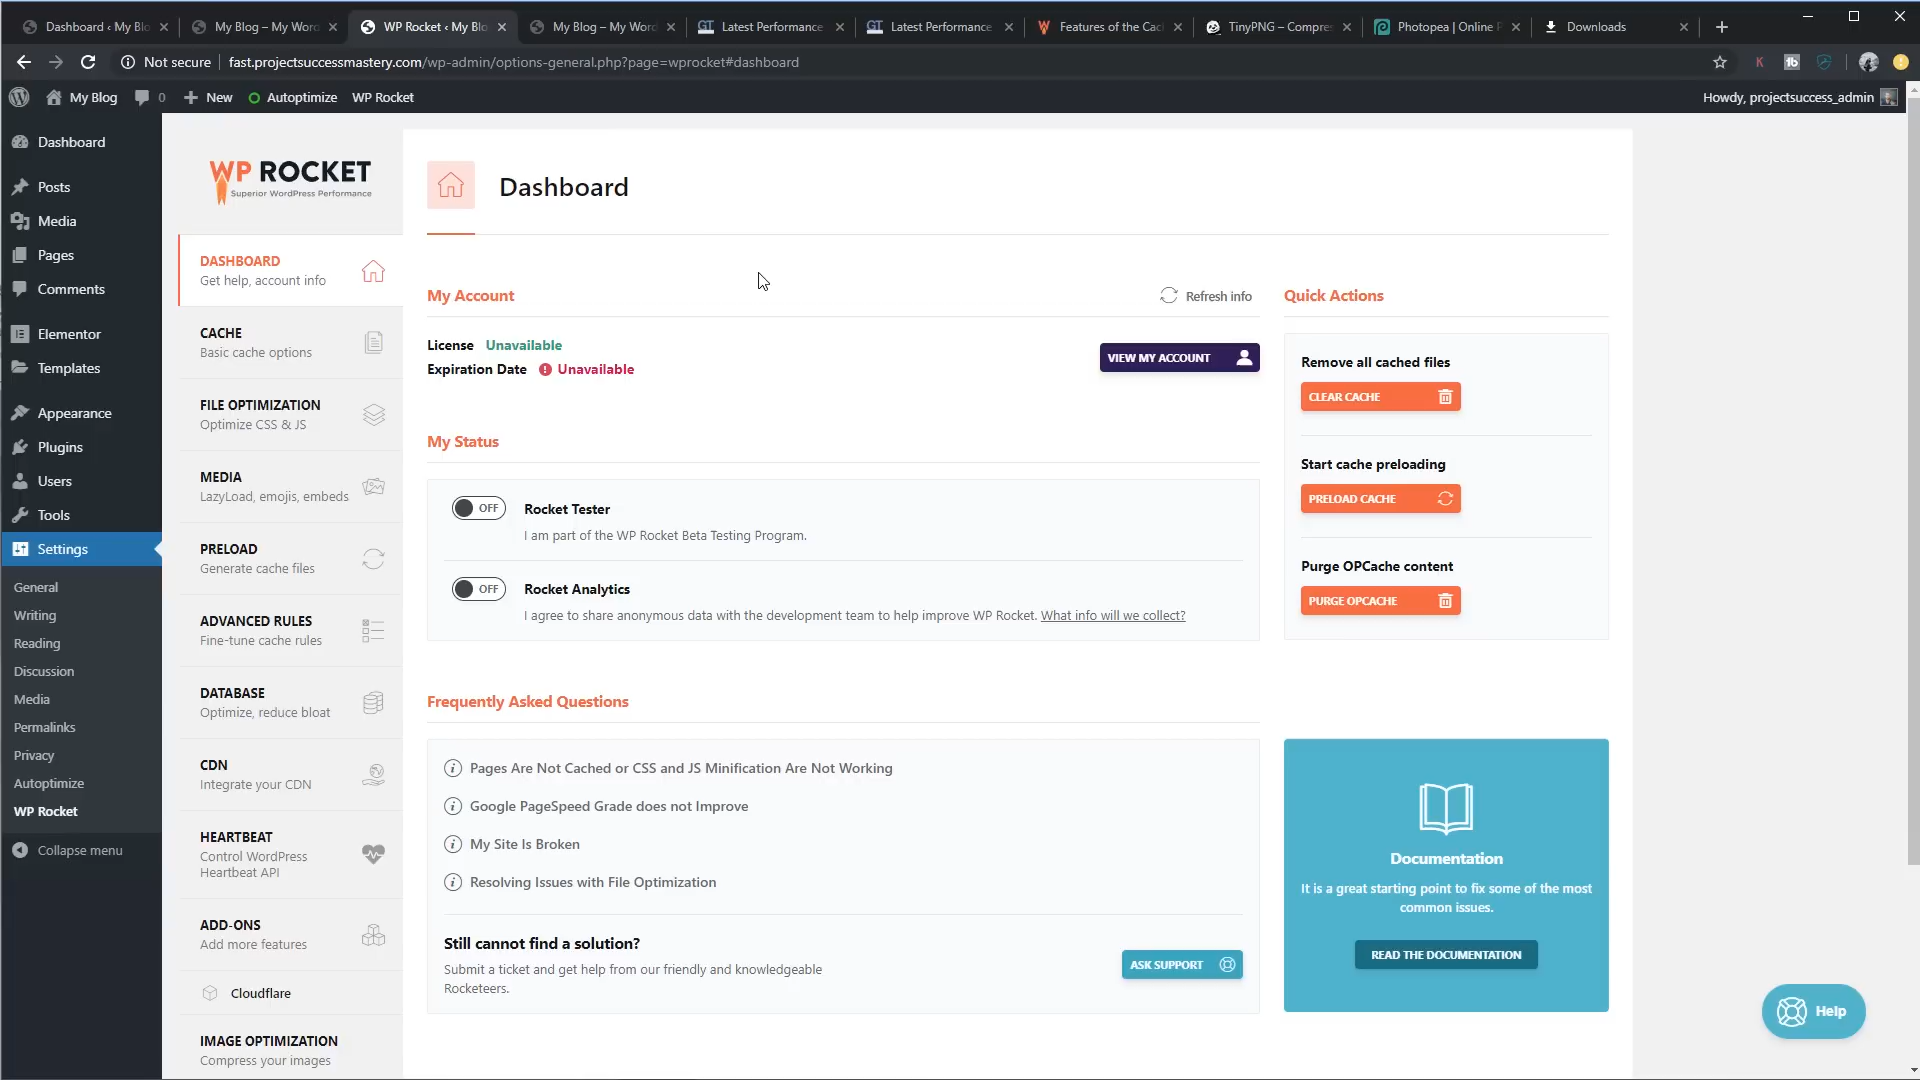 Dashboard ‹ My Blo
My Blog – My Wor
WP Rocket ‹ My Blo
My Blog – My Word
Latest Performance
Latest Performance
Features of the Cac
TinyPNG – Compres
Photopea | Online P
Downloads
Not secure
fast.projectsuccessmastery.com/wp-admin/options-general.php?page=wprocket#dashboard
My Blog
0
New
Autoptimize
WP Rocket
Howdy, projectsuccess_admin
Dashboard
Posts
Media
Pages
Comments
Elementor
Templates
Appearance
Plugins
Users
Tools
Settings
General
Writing
Reading
Discussion
Media
Permalinks
Privacy
Autoptimize
WP Rocket
Collapse menu
WP ROCKET
Superior WordPress Performance
DASHBOARD
Get help, account info
CACHE
Basic cache options
FILE OPTIMIZATION
Optimize CSS & JS
MEDIA
LazyLoad, emojis, embeds
PRELOAD
Generate cache files
ADVANCED RULES
Fine-tune cache rules
DATABASE
Optimize, reduce bloat
CDN
Integrate your CDN
HEARTBEAT
Control WordPress
Heartbeat API
ADD-ONS
Add more features
Cloudflare
IMAGE OPTIMIZATION
Compress your images
Dashboard
My Account
Refresh info
License Unavailable
Expiration Date Unavailable
VIEW MY ACCOUNT
My Status
OFF
Rocket Tester
I am part of the WP Rocket Beta Testing Program.
OFF
Rocket Analytics
I agree to share anonymous data with the development team to help improve WP Rocket. What info will we collect?
Frequently Asked Questions
Pages Are Not Cached or CSS and JS Minification Are Not Working
Google PageSpeed Grade does not Improve
My Site Is Broken
Resolving Issues with File Optimization
Still cannot find a solution?
Submit a ticket and get help from our friendly and knowledgeable
Rocketeers.
ASK SUPPORT
Quick Actions
Remove all cached files
CLEAR CACHE
Start cache preloading
PRELOAD CACHE
Purge OPCache content
PURGE OPCACHE
Documentation
It is a great starting point to fix some of the most
common issues.
READ THE DOCUMENTATION
Help